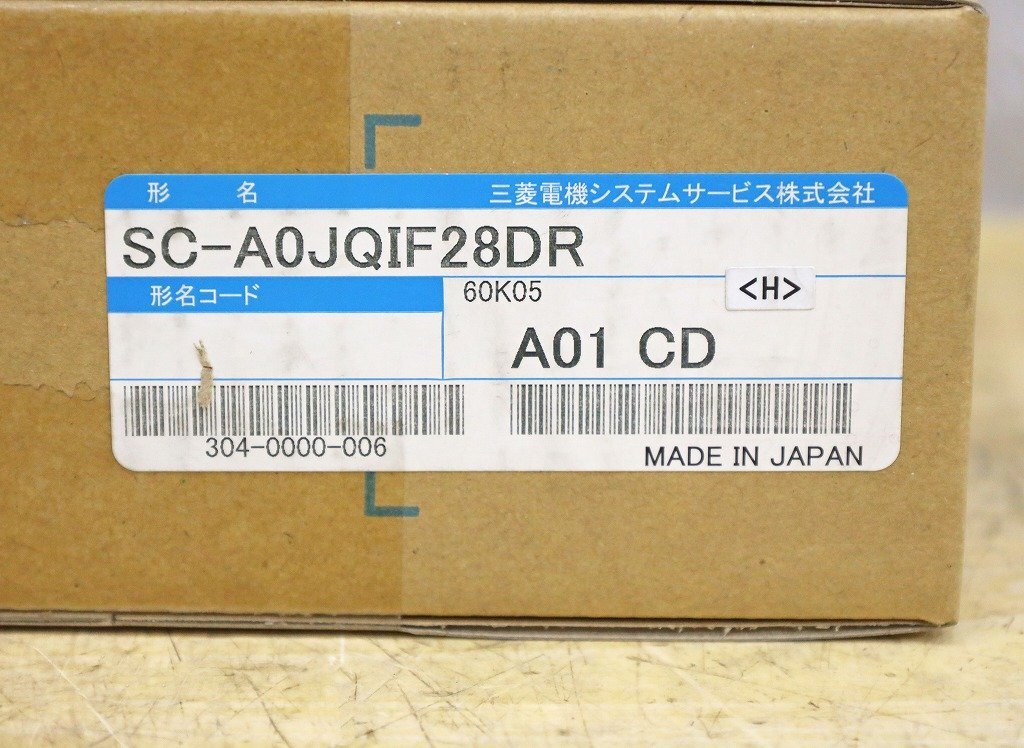 形 名 三菱電機システムサービス株式会社
SC-A0JQIF28DR
形名コード 60K05 <H>
A01 CD
304-0000-006
MADE IN JAPAN